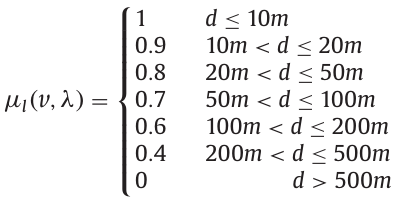 1 d ≤ 10m
0.9 10m < d ≤ 20m
0.8 20m < d ≤ 50m
μₗ(ν, λ) = { 0.7 50m < d ≤ 100m
0.6 100m < d ≤ 200m
0.4 200m < d ≤ 500m
0 d > 500m